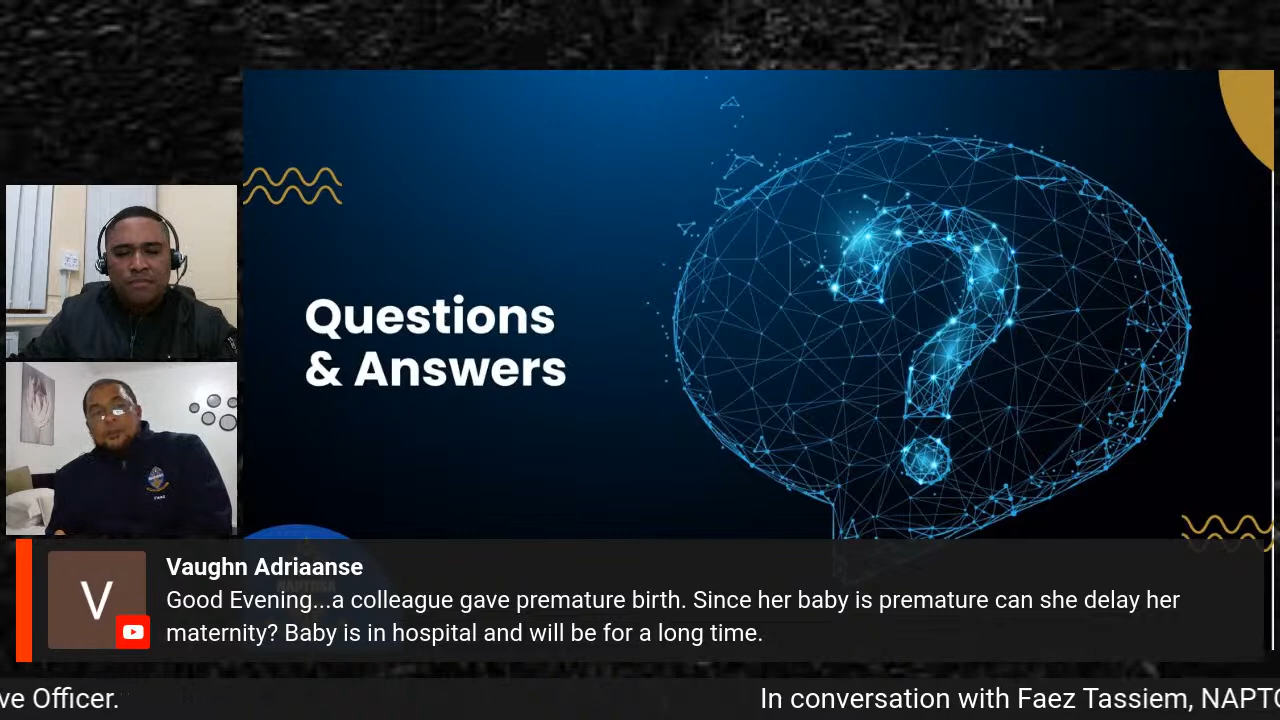 Questions
& Answers
V
Vaughn Adriaanse
Good Evening...a colleague gave premature birth. Since her baby is premature can she delay her
maternity? Baby is in hospital and will be for a long time.
ve Officer. In conversation with Faez Tassiem, NAPTO